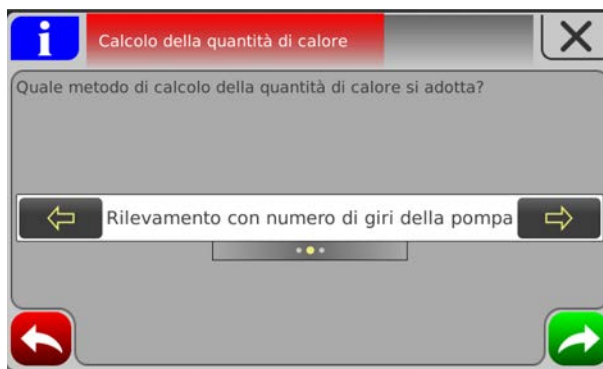 i
Calcolo della quantità di calore
Quale metodo di calcolo della quantità di calore si adotta?
Rilevamento con numero di giri della pompa